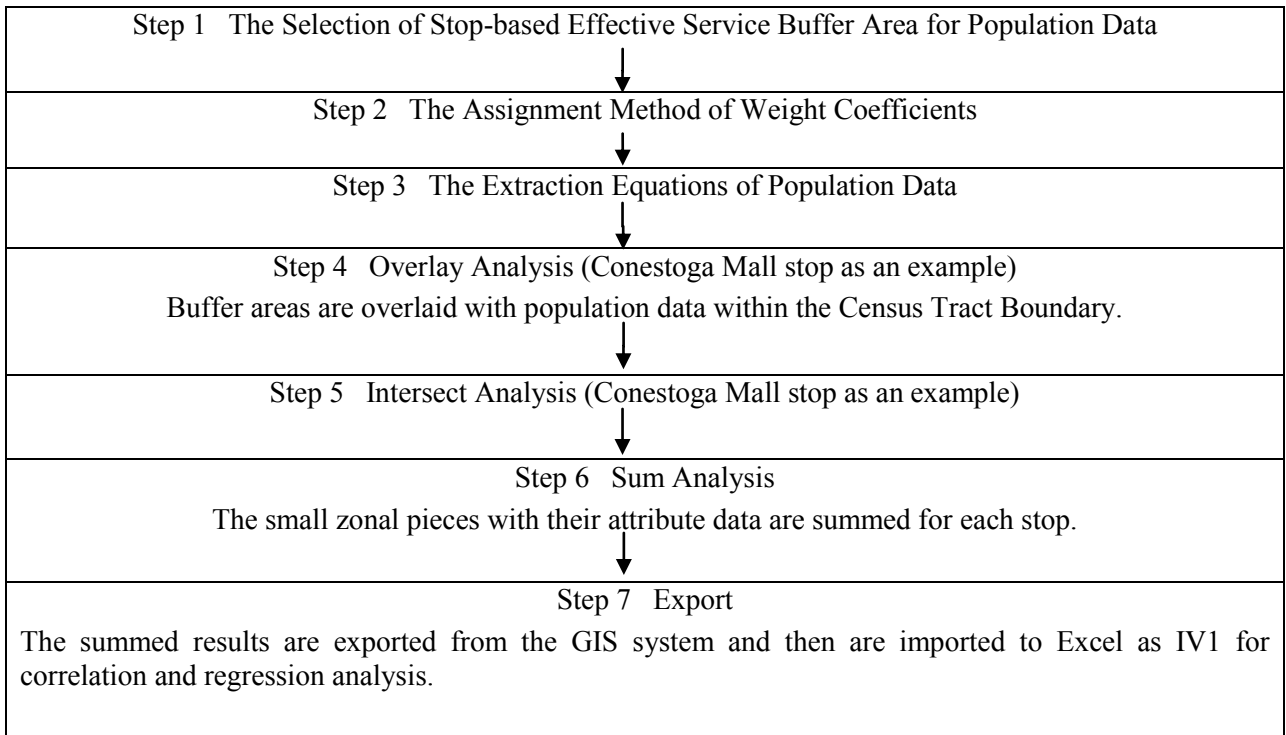 Step 1 The Selection of Stop-based Effective Service Buffer Area for Population Data
Step 2 The Assignment Method of Weight Coefficients
Step 3 The Extraction Equations of Population Data
Step 4 Overlay Analysis (Conestoga Mall stop as an example)
Buffer areas are overlaid with population data within the Census Tract Boundary.
Step 5 Intersect Analysis (Conestoga Mall stop as an example)
Step 6 Sum Analysis
The small zonal pieces with their attribute data are summed for each stop.
Step 7 Export
The summed results are exported from the GIS system and then are imported to Excel as IV1 for
correlation and regression analysis.